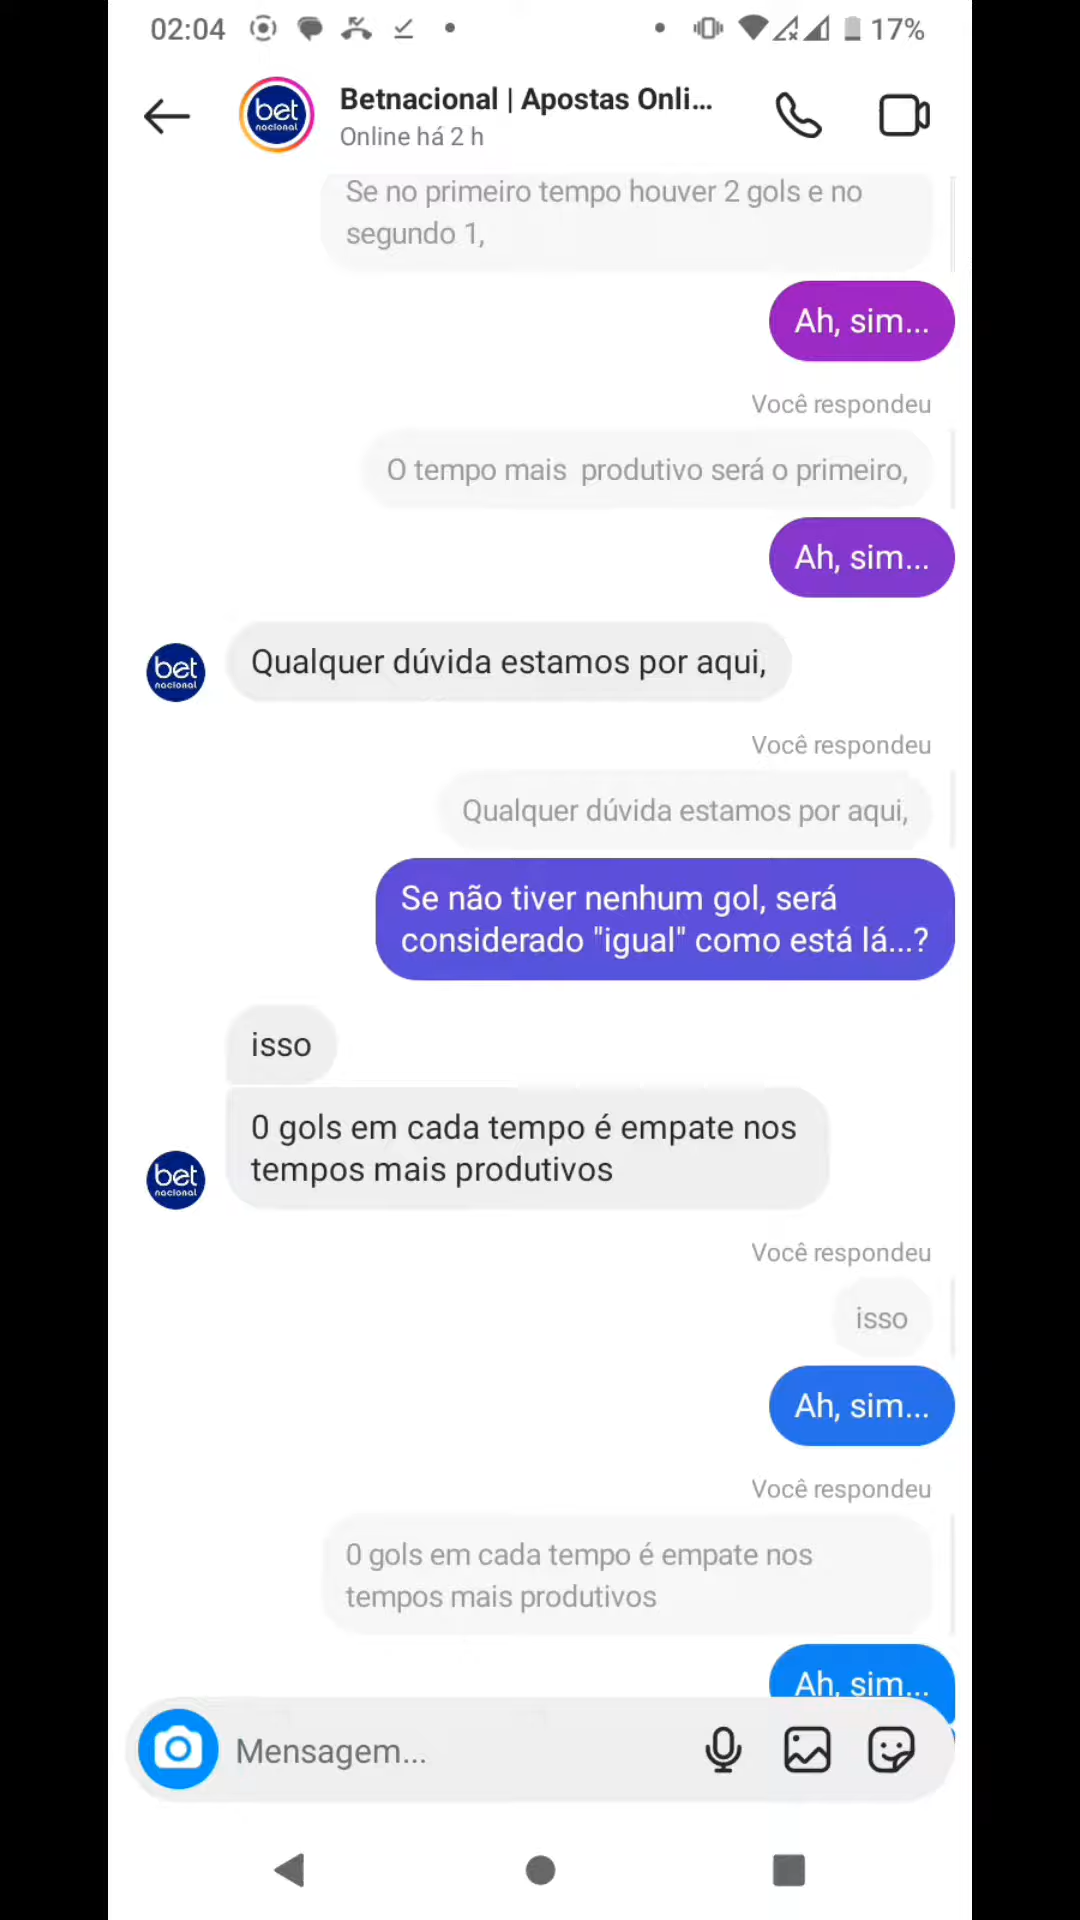 02:04
17%
bet
nacional
Betnacional | Apostas Onli...
Online há 2 h
Se no primeiro tempo houver 2 gols e no
segundo 1,
Ah, sim...
Você respondeu
O tempo mais  produtivo será o primeiro,
Ah, sim...
bet
nacional
Qualquer dúvida estamos por aqui,
Você respondeu
Qualquer dúvida estamos por aqui,
Se não tiver nenhum gol, será
considerado "igual" como está lá...?
isso
0 gols em cada tempo é empate nos
tempos mais produtivos
bet
nacional
Você respondeu
isso
Ah, sim...
Você respondeu
0 gols em cada tempo é empate nos
tempos mais produtivos
Ah, sim...
Mensagem...